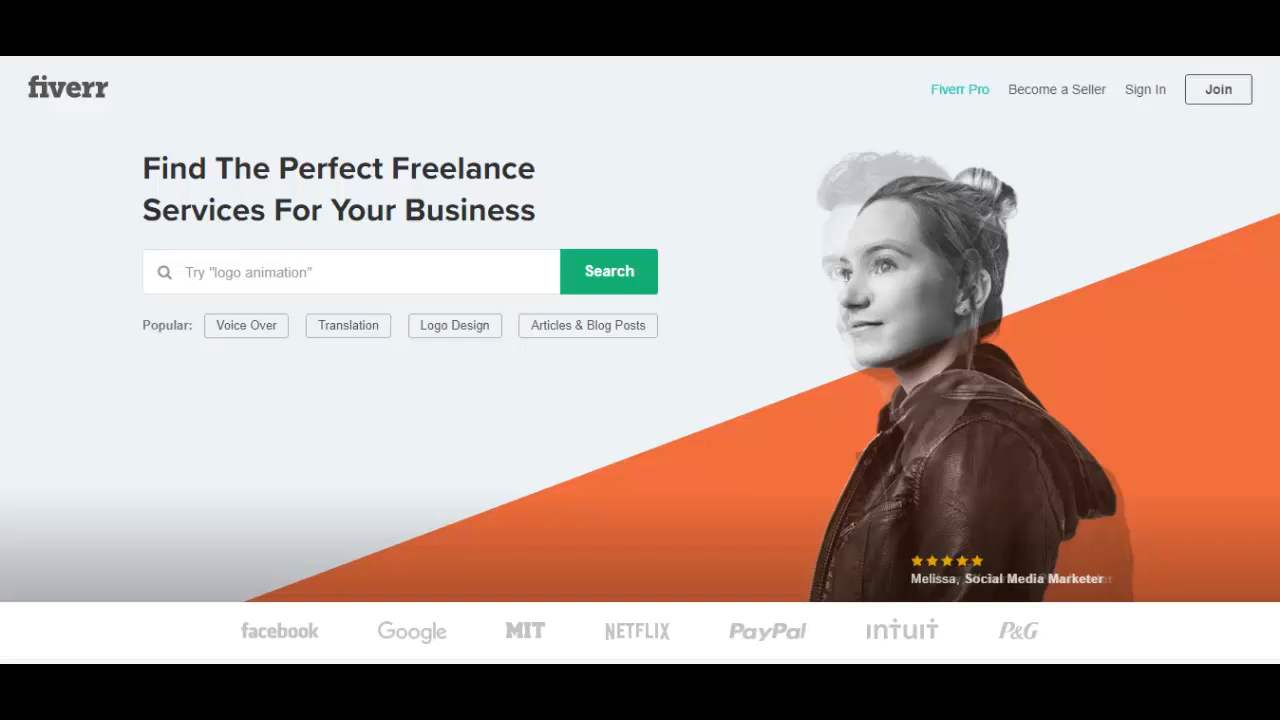 fiverr
Fiverr Pro Become a Seller Sign In Join
Find The Perfect Freelance
Services For Your Business
Try "logo animation" Search
Popular: Voice Over Translation Logo Design Articles & Blog Posts
Melissa, Social Media Marketer
facebook Google MIT NETFLIX PayPal intuit P&G